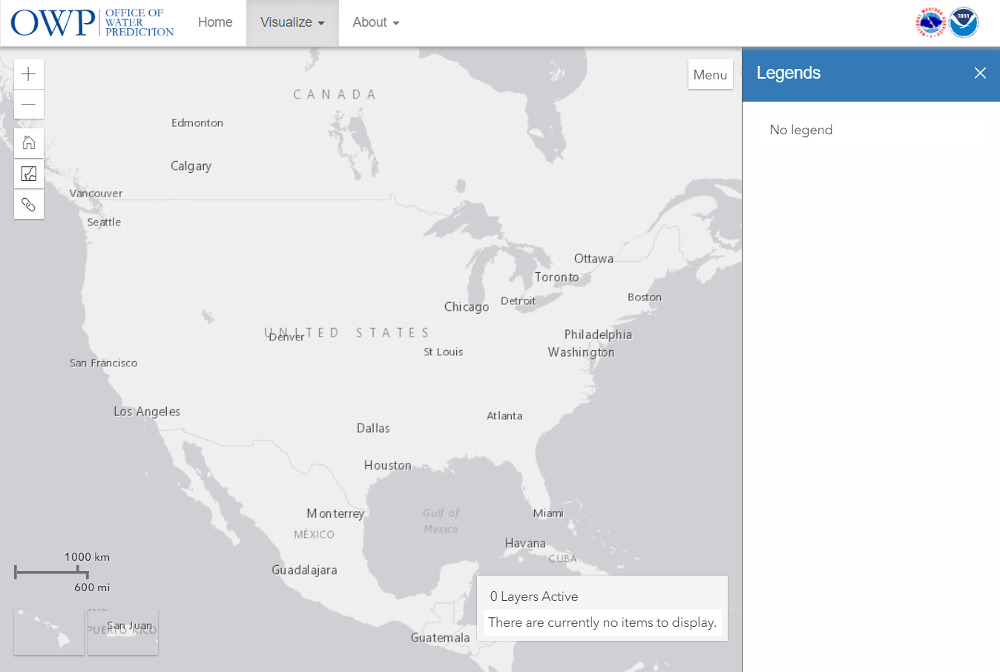 OWP OFFICE OF
WATER
PREDICTION
Home
Visualize
About
NOAA
Menu
Legends
No legend
CANADA
Edmonton
Calgary
Vancouver
Seattle
Ottawa
Toronto
Chicago
Detroit
Boston
UNITED STATES
Denver
Philadelphia
St Louis
Washington
San Francisco
Los Angeles
Atlanta
Dallas
Houston
Monterrey
Gulf of
Mexico
Miami
MÉXICO
Havana
CUBA
1000 km
Guadalajara
600 mi
0 Layers Active
There are currently no items to display.
San Juan
PUERTO RICO
Guatemala